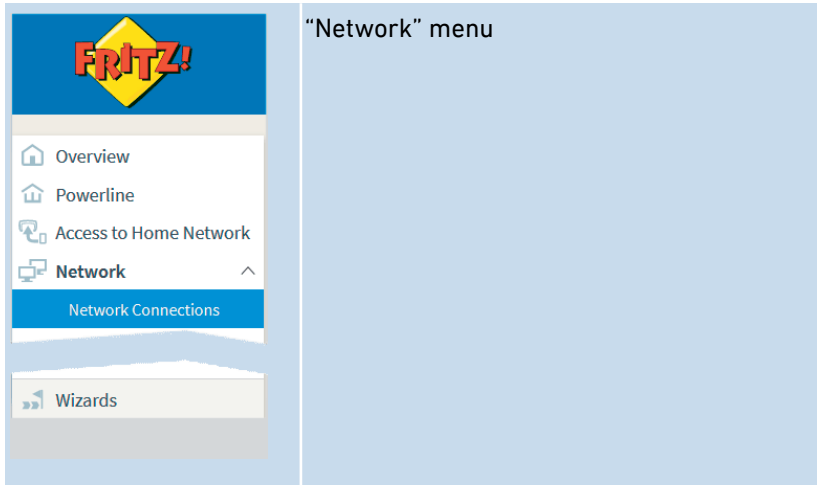 FRITZ!
“Network” menu
Overview
Powerline
Access to Home Network
Network
Network Connections
Wizards